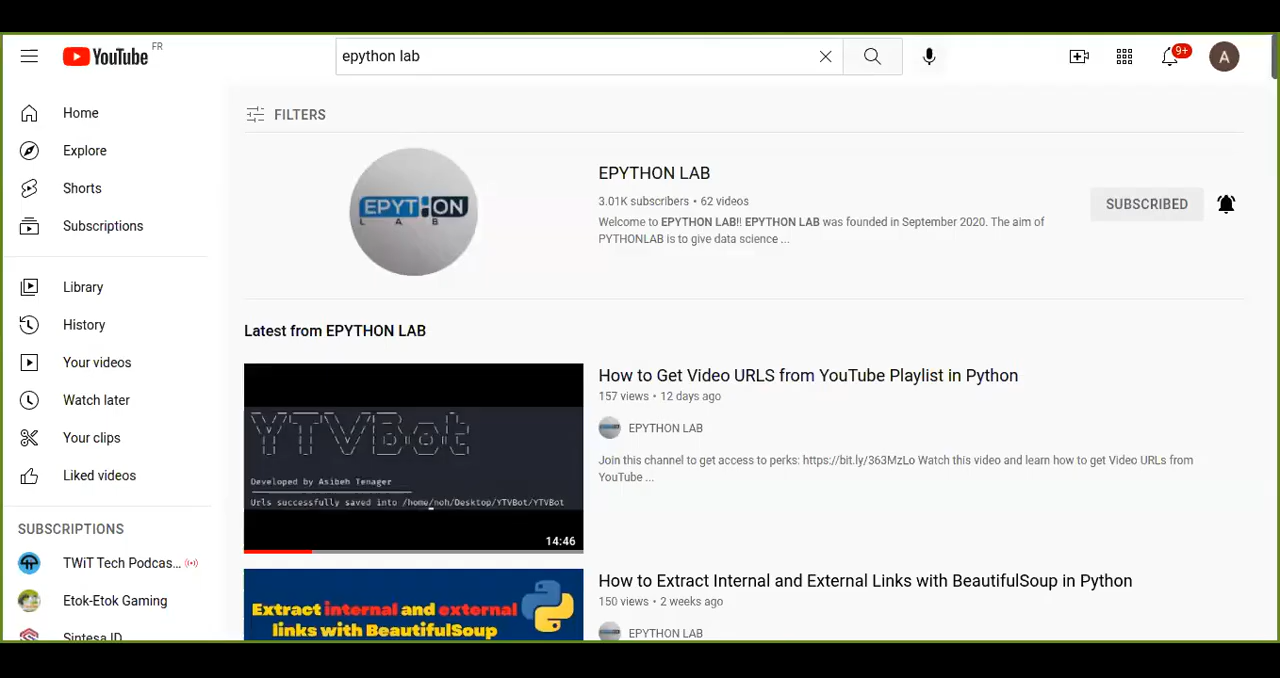 YouTube FR
epython lab
9+
A
Home
Explore
Shorts
Subscriptions
Library
History
Your videos
Watch later
Your clips
Liked videos
SUBSCRIPTIONS
TWiT Tech Podcas...
Etok-Etok Gaming
Sintesa ID
FILTERS
EPYTHON
LAB
EPYTHON LAB
3.01K subscribers • 62 videos
Welcome to EPYTHON LAB!! EPYTHON LAB was founded in September 2020. The aim of
PYTHONLAB is to give data science ...
SUBSCRIBED
Latest from EPYTHON LAB
YTVBot
Developed by Asibeh Tenager
Urls successfully saved into /home/noh/Desktop/YTVBot/YTVBot
14:46
How to Get Video URLS from YouTube Playlist in Python
157 views • 12 days ago
EPYTHON LAB
Join this channel to get access to perks: https://bit.ly/363MzLo Watch this video and learn how to get Video URLs from
YouTube ...
Extract internal and external
links with BeautifulSoup
How to Extract Internal and External Links with BeautifulSoup in Python
150 views • 2 weeks ago
EPYTHON LAB